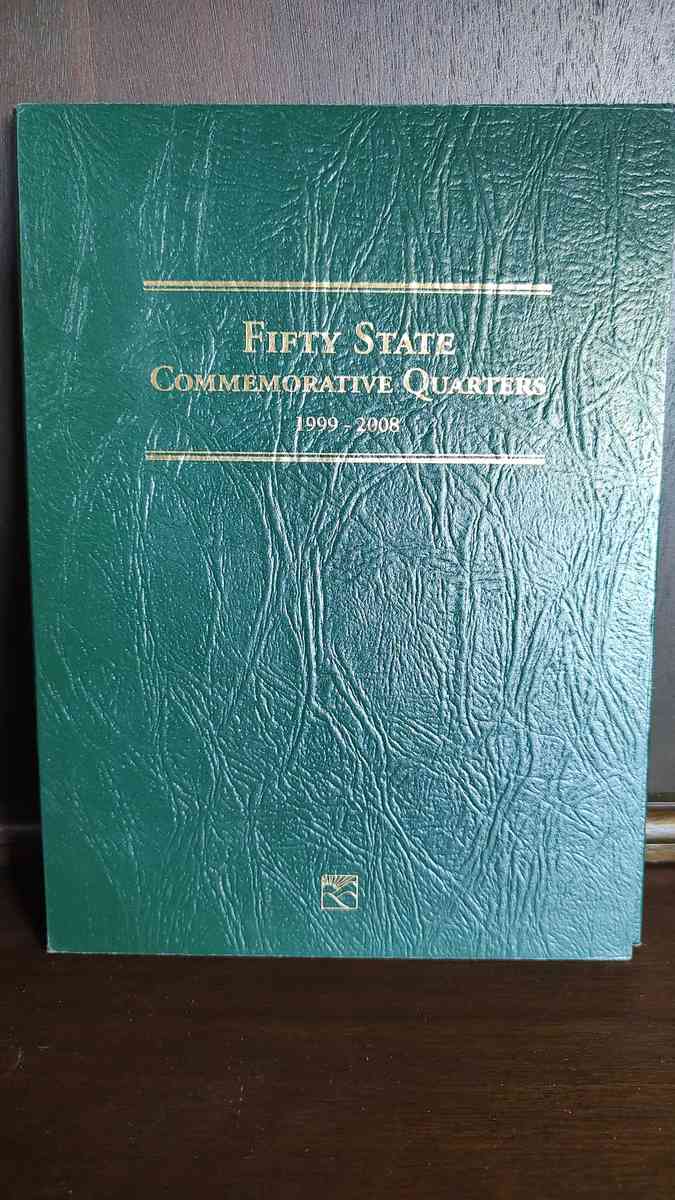 FIFTY STATE
COMMEMORATIVE QUARTERS
1999 - 2008